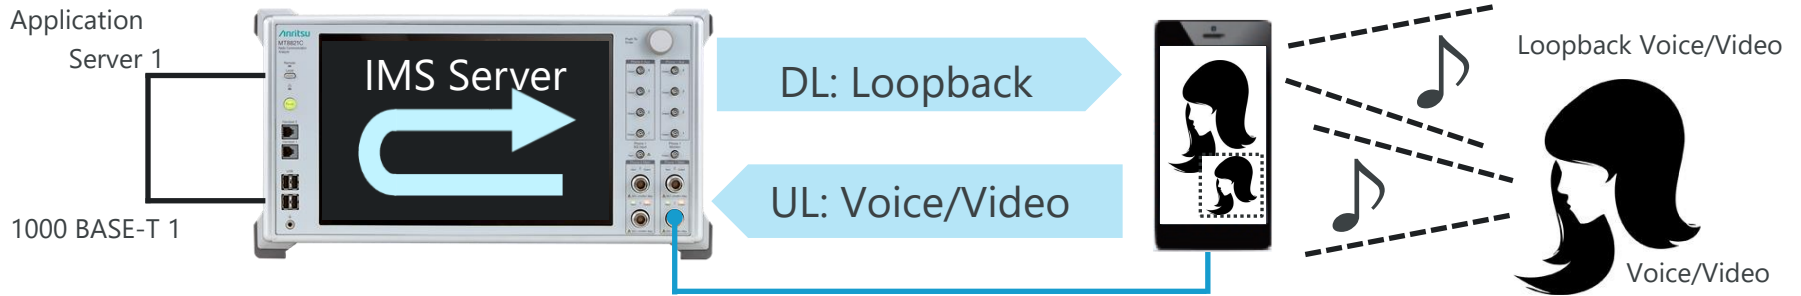 Application
Server 1
1000 BASE-T 1
Anritsu
MT8821C
IMS Server
DL: Loopback
UL: Voice/Video
Loopback Voice/Video
Voice/Video